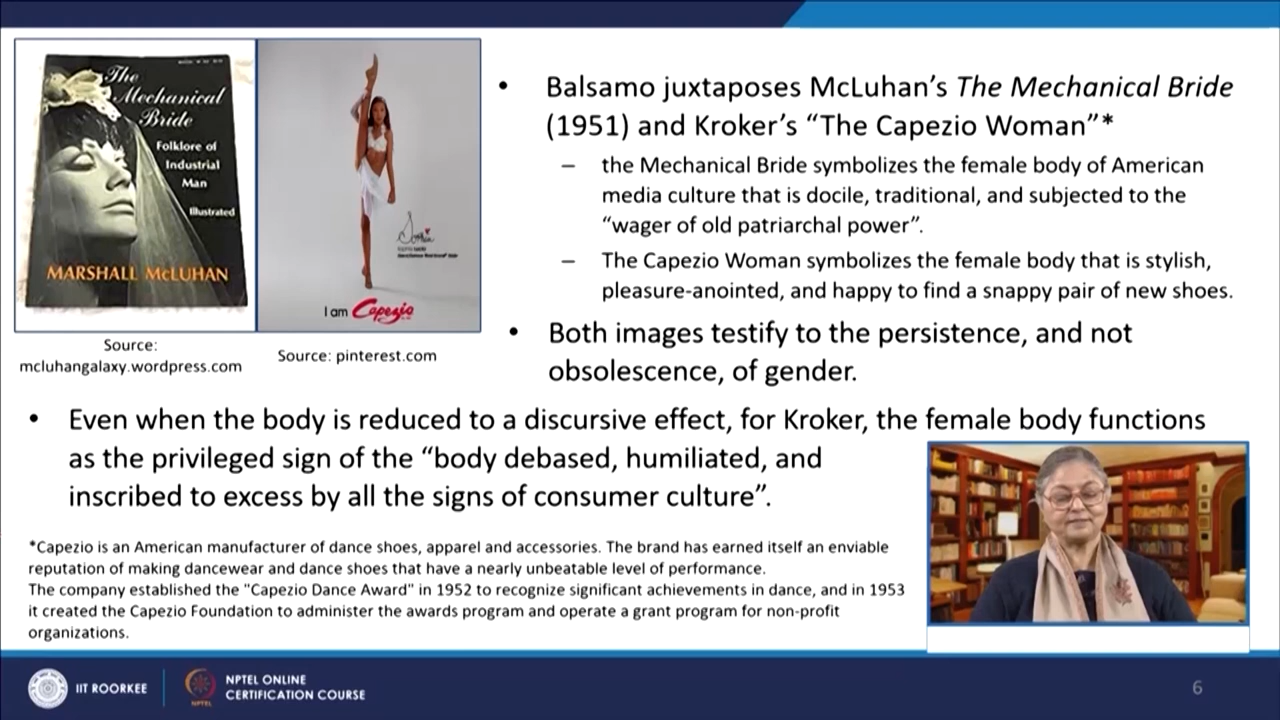 The
Mechanical
Bride
Folklore of
Industrial
Man
Illustrated
MARSHALL McLUHAN
I am Capezio
Source:
mcluhangalaxy.wordpress.com
Source: pinterest.com
• Balsamo juxtaposes McLuhan's The Mechanical Bride
(1951) and Kroker's “The Capezio Woman”*
– the Mechanical Bride symbolizes the female body of American
media culture that is docile, traditional, and subjected to the
“wager of old patriarchal power”.
– The Capezio Woman symbolizes the female body that is stylish,
pleasure-anointed, and happy to find a snappy pair of new shoes.
• Both images testify to the persistence, and not
obsolescence, of gender.
• Even when the body is reduced to a discursive effect, for Kroker, the female body functions
as the privileged sign of the “body debased, humiliated, and
inscribed to excess by all the signs of consumer culture”.
*Capezio is an American manufacturer of dance shoes, apparel and accessories. The brand has earned itself an enviable
reputation of making dancewear and dance shoes that have a nearly unbeatable level of performance.
The company established the "Capezio Dance Award" in 1952 to recognize significant achievements in dance, and in 1953
it created the Capezio Foundation to administer the awards program and operate a grant program for non-profit
organizations.
IIT ROORKEE
NPTEL
NPTEL ONLINE
CERTIFICATION COURSE
6